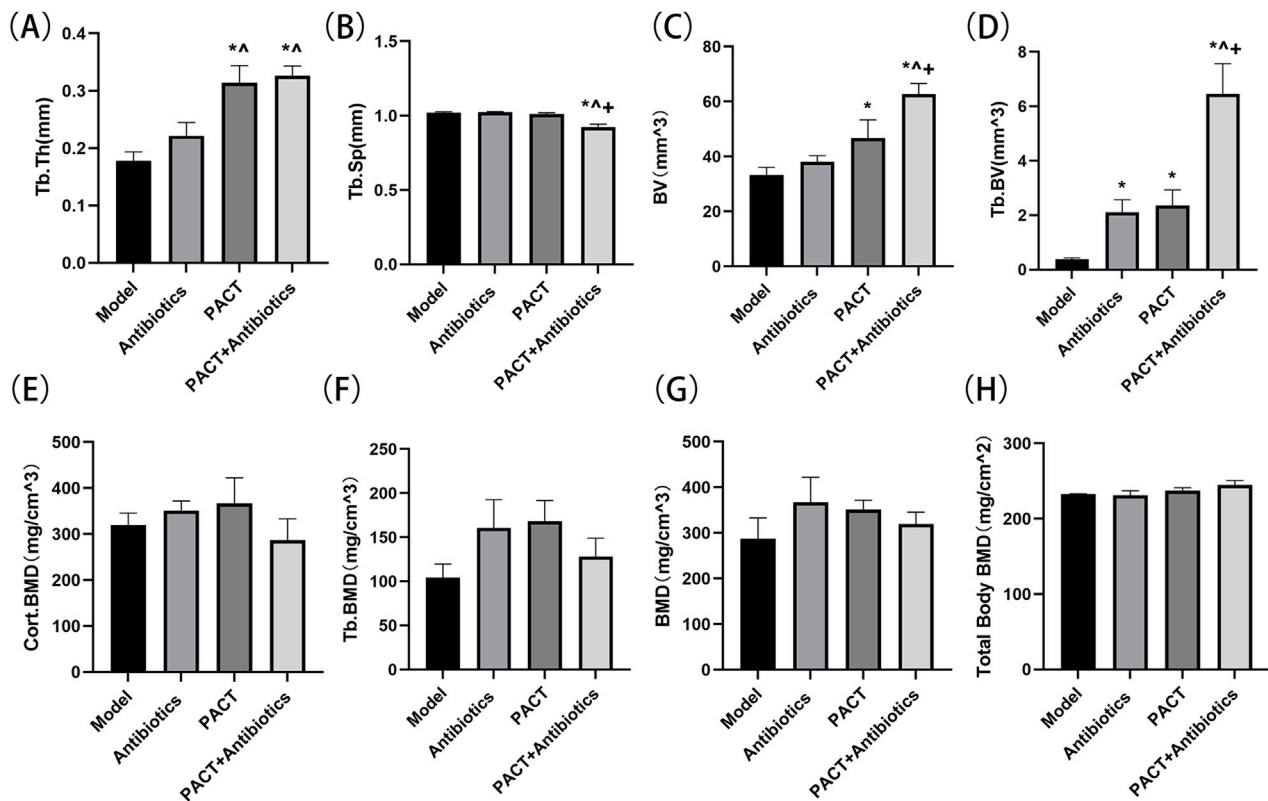 (A)
Tb.Th(mm)
0.4
0.3
0.2
0.1
0.0
*^
*^
Model
Antibiotics
PACT
PACT+Antibiotics
(B)
Tb.Sp(mm)
1.5
1.0
0.5
0.0
*^+
Model
Antibiotics
PACT
PACT+Antibiotics
(C)
BV(mm^3)
80
60
40
20
0
*
*^+
Model
Antibiotics
PACT
PACT+Antibiotics
(D)
Tb.BV(mm^3)
8
6
4
2
0
*
*
*^+
Model
Antibiotics
PACT
PACT+Antibiotics
(E)
Cort.BMD(mg/cm^3)
500
400
300
200
100
0
Model
Antibiotics
PACT
PACT+Antibiotics
(F)
Tb.BMD(mg/cm^3)
250
200
150
100
50
0
Model
Antibiotics
PACT
PACT+Antibiotics
(G)
BMD(mg/cm^3)
500
400
300
200
100
0
Model
Antibiotics
PACT
PACT+Antibiotics
(H)
Total Body BMD(mg/cm^2)
300
200
100
0
Model
Antibiotics
PACT
PACT+Antibiotics